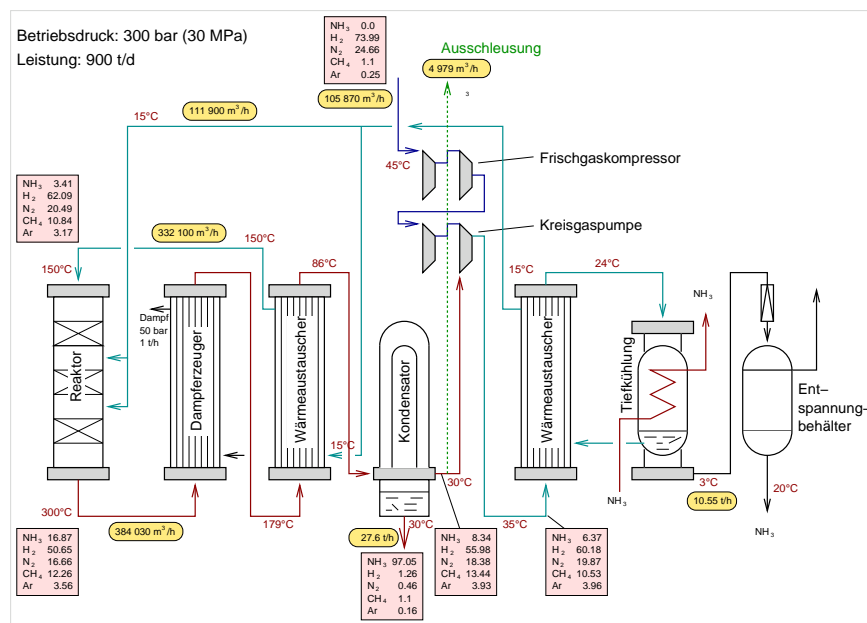 Betriebsdruck: 300 bar (30 MPa)
Leistung: 900 t/d
NH3 0.0
H2 73.99
N2 24.66
CH4 1.1
Ar 0.25
Ausschleusung
4 979 m3/h
3
105 870 m3/h
111 900 m3/h
15°C
45°C
Frischgaskompressor
Kreisgaspumpe
NH3 3.41
H2 62.09
N2 20.49
CH4 10.84
Ar 3.17
332 100 m3/h
150°C
150°C
86°C
15°C
24°C
NH3
Dampf
50 bar
1 t/h
Reaktor
Dampferzeuger
Wärmeaustauscher
Kondensator
Wärmeaustauscher
Tiefkühlung
Ent–
spannung-
behälter
15°C
300°C
384 030 m3/h
179°C
30°C
30°C
27.6 t/h
35°C
NH3
3°C
10.55 t/h
20°C
NH3
NH3 16.87
H2 50.65
N2 16.66
CH4 12.26
Ar 3.56
NH3 97.05
H2 1.26
N2 0.46
CH4 1.1
Ar 0.16
NH3 8.34
H2 55.98
N2 18.38
CH4 13.44
Ar 3.93
NH3 6.37
H2 60.18
N2 19.87
CH4 10.53
Ar 3.96